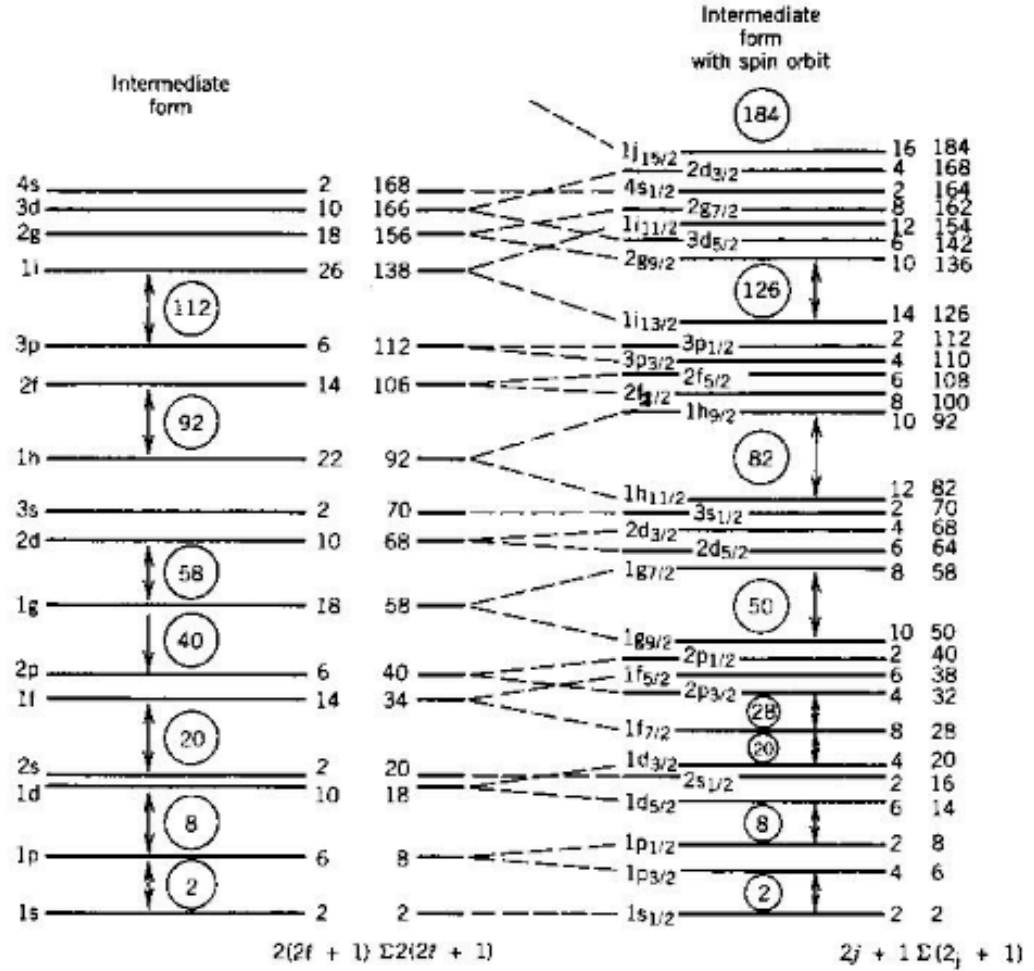 Intermediate
form
with spin orbit
Intermediate
form
184
1j15/2 16 184
2d3/2 4 168
4s 2 168 4s1/2 2 164
3d 10 166 2g7/2 8 162
2g 18 156 1i11/2 12 154
3d5/2 6 142
1i 26 138 2g9/2 10 136
112 126
1i13/2 14 126
3p 6 112 3p1/2 2 112
3p3/2 4 110
2f 14 106 2f5/2 6 108
2f7/2 8 100
92 1h9/2 10 92
1h 22 92 82
1h11/2 12 82
3s 2 70 3s1/2 2 70
2d 10 68 2d3/2 4 68
2d5/2 6 64
58 1g7/2 8 58
1g 18 58 50
40 1g9/2 10 50
2p 6 40 2p1/2 2 40
1f 14 34 1f5/2 6 38
2p3/2 4 32
28
20 1f7/2 8 28
20
2s 2 20 1d3/2 4 20
1d 10 18 2s1/2 2 16
1d5/2 6 14
8 8
1p 6 8 1p1/2 2 8
1p3/2 4 6
2 2
1s 2 2 1s1/2 2 2
2(2ℓ + 1) Σ2(2ℓ + 1) 2j + 1 Σ(2j + 1)